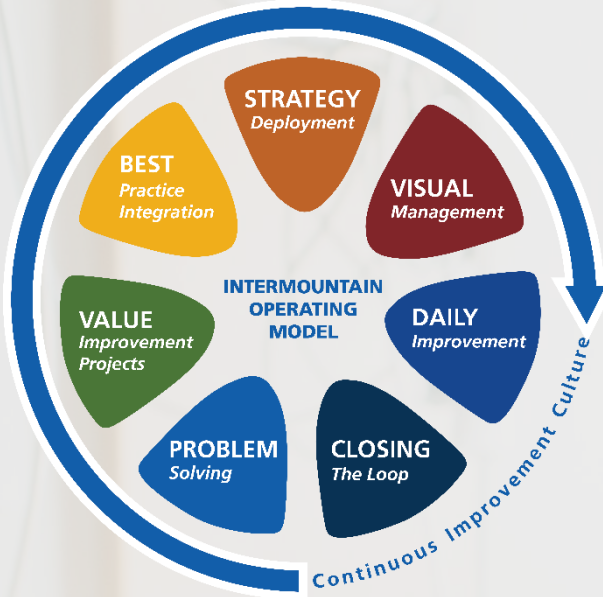 STRATEGY
Deployment
VISUAL
Management
DAILY
Improvement
CLOSING
The Loop
PROBLEM
Solving
VALUE
Improvement
Projects
BEST
Practice
Integration
INTERMOUNTAIN
OPERATING
MODEL
Continuous Improvement Culture